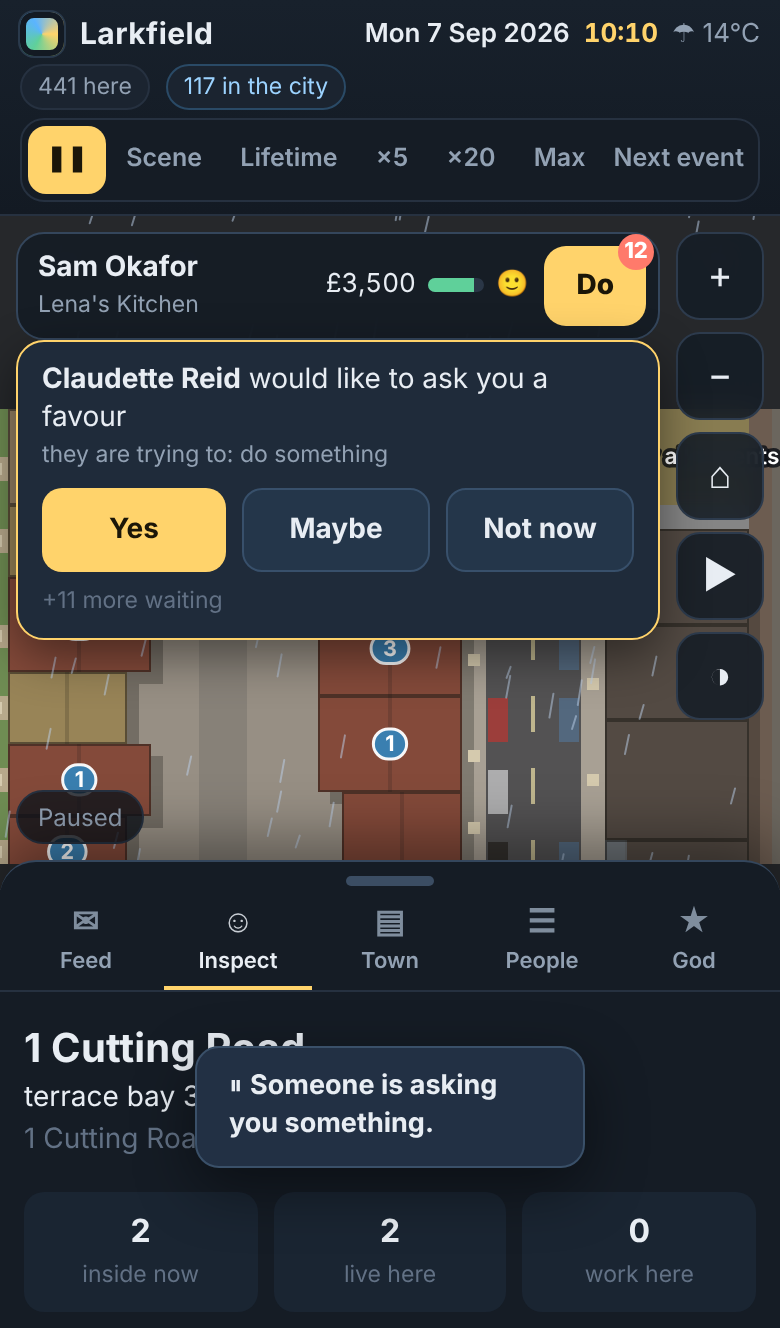 Larkfield
Mon 7 Sep 2026 10:10 ☂ 14°C
441 here
117 in the city
Scene Lifetime ×5 ×20 Max Next event
Sam Okafor
Lena's Kitchen
£3,500
Do
12
Claudette Reid would like to ask you a
favour
they are trying to: do something
Yes
Maybe
Not now
+11 more waiting
+
−
3
1
1
2
Paused
Feed
Inspect
Town
People
God
1 Cutting
terrace bay 3
1 Cutting Roa
Someone is asking
you something.
2
inside now
2
live here
0
work here